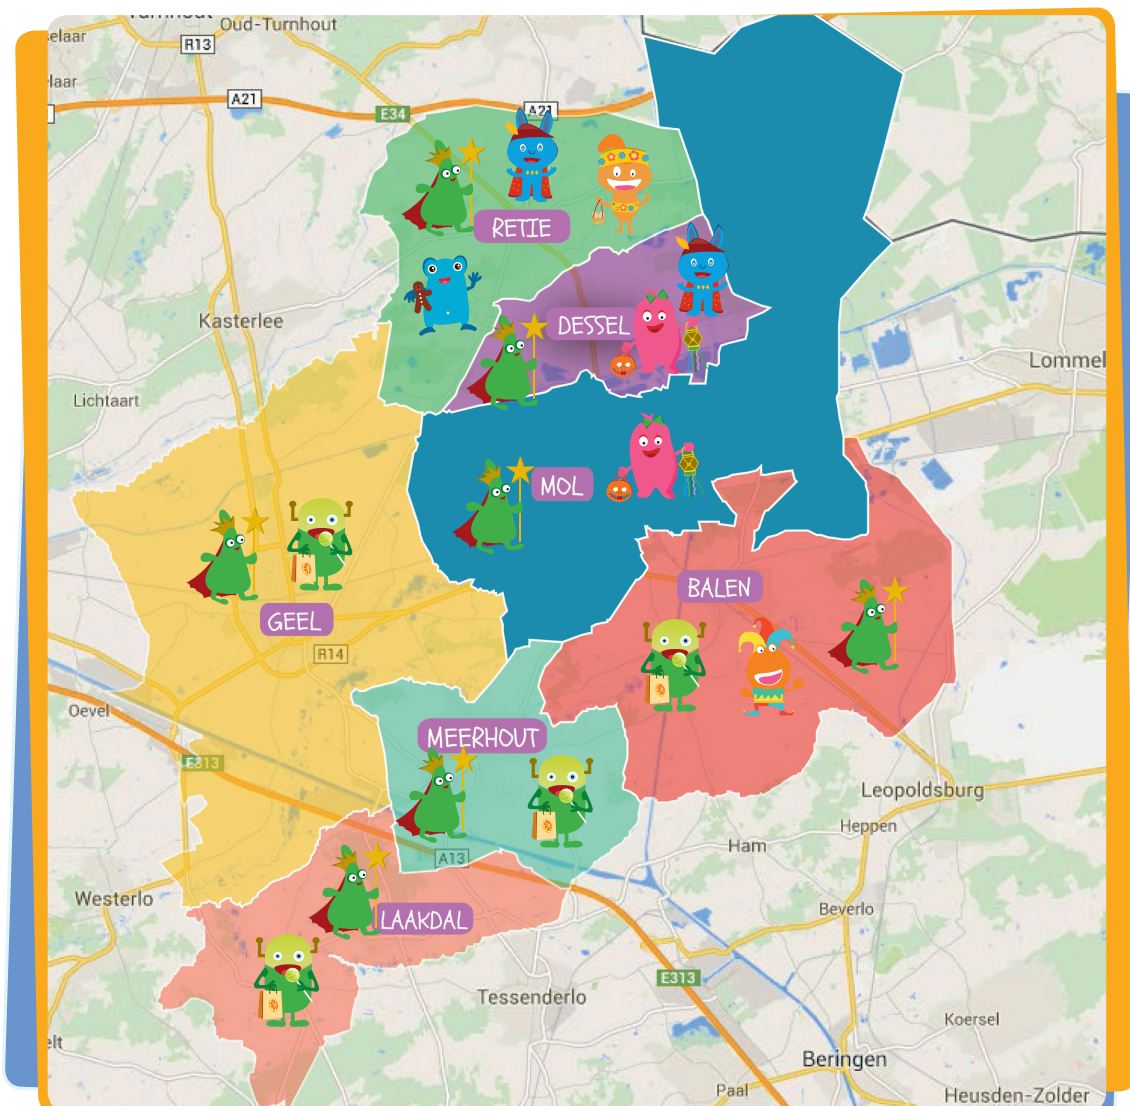 Oud-Turnhout
R13
A21
E34
A21
RETIE
Kasterlee
DESSEL
Lommel
Lichtaart
MOL
BALEN
GEEL
R14
Oevel
MEERHOUT
E313
Leopoldsburg
Heppen
Ham
A13
Westerlo
LAAKDAL
Beverlo
E313
Tessenderlo
Koersel
Beringen
Paal
Heusden-Zolder